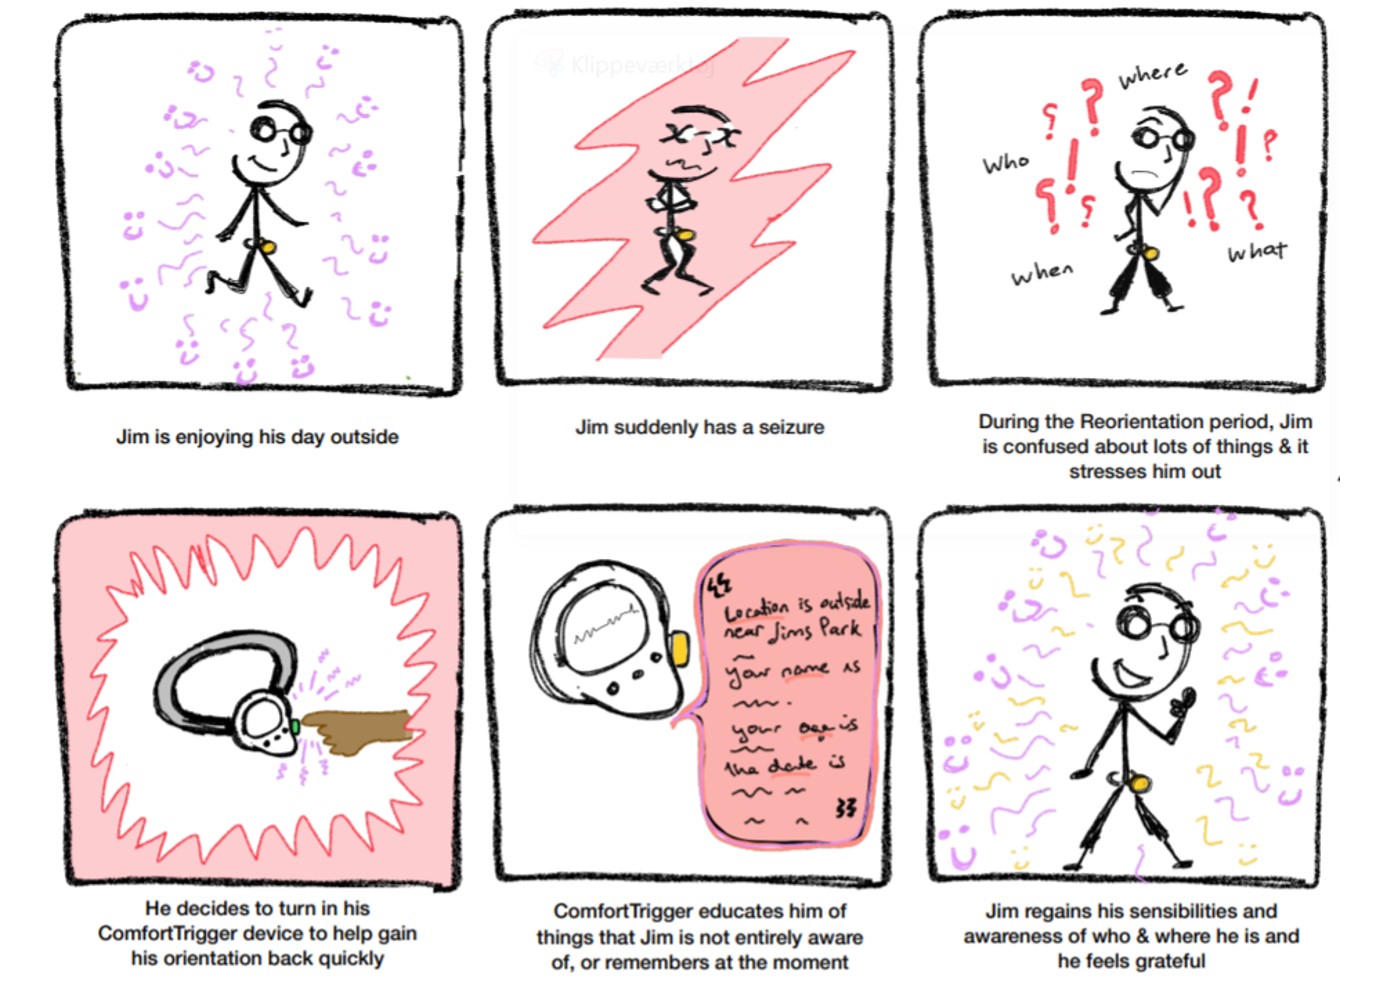 Klippeværktøj
Jim is enjoying his day outside
Jim suddenly has a seizure
where
Who
when
what
During the Reorientation period, Jim
is confused about lots of things & it
stresses him out
He decides to turn in his
ComfortTrigger device to help gain
his orientation back quickly
Location is outside
near Jims Park
your name is
your age is
the date is
ComfortTrigger educates him of
things that Jim is not entirely aware
of, or remembers at the moment
Jim regains his sensibilities and
awareness of who & where he is and
he feels grateful